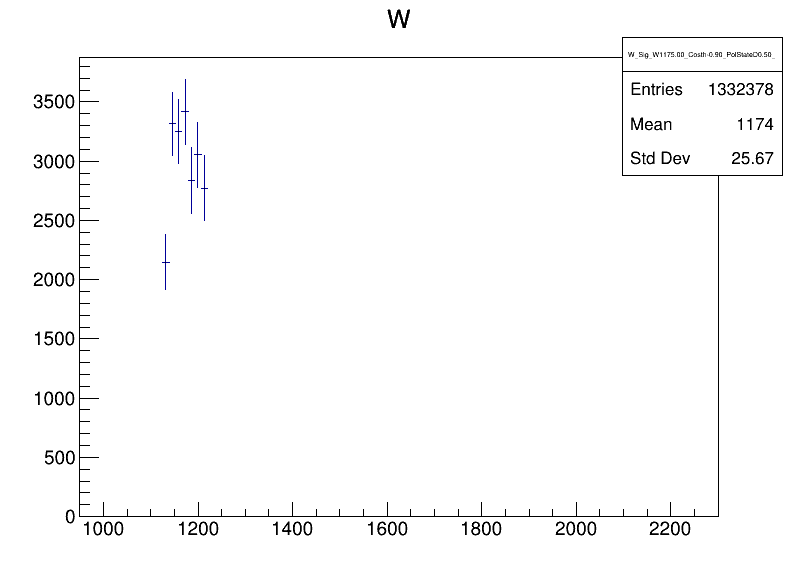 W
W_Sig_W1175.00_Costh-0.90_PolStateD0.50_
Entries 1332378
Mean 1174
Std Dev 25.67
3500
3000
2500
2000
1500
1000
500
0
1000 1200 1400 1600 1800 2000 2200